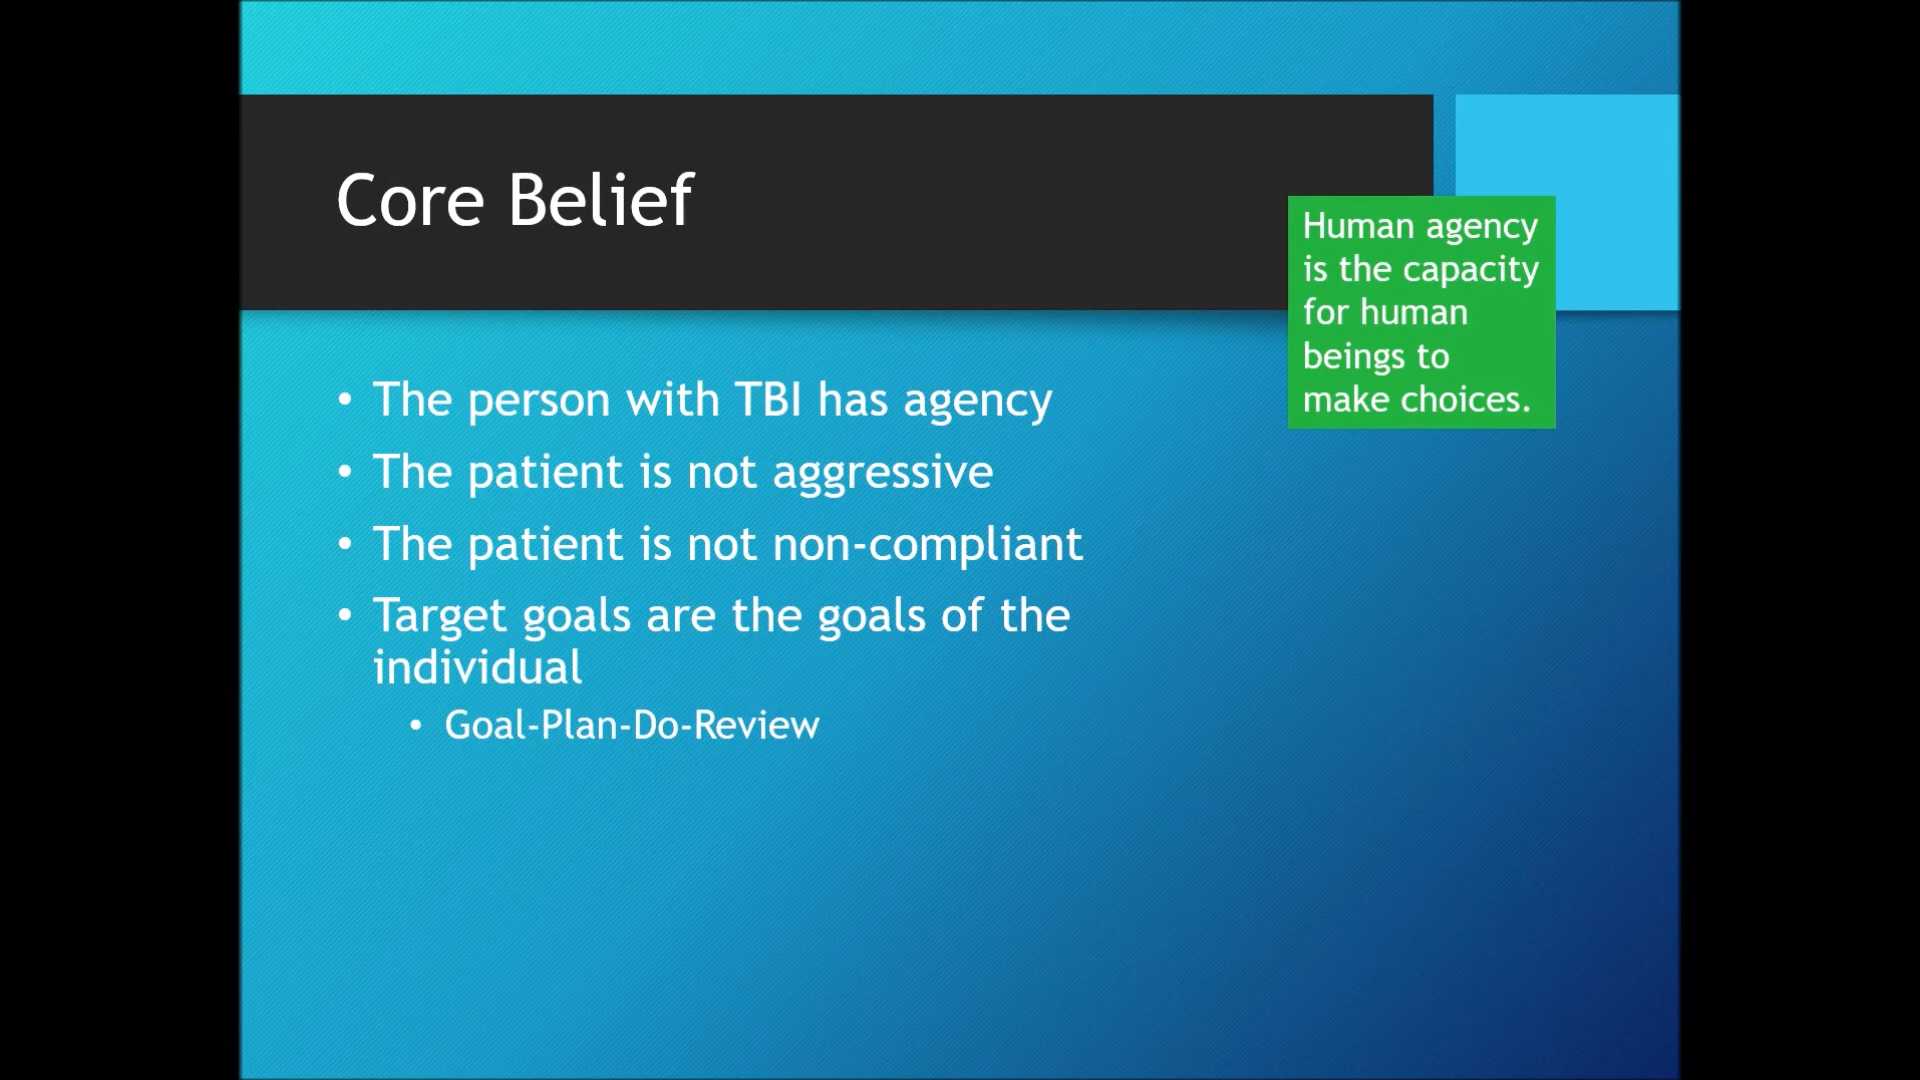 Core Belief
Human agency
is the capacity
for human
beings to
make choices.
• The person with TBI has agency
• The patient is not aggressive
• The patient is not non-compliant
• Target goals are the goals of the
individual
• Goal-Plan-Do-Review